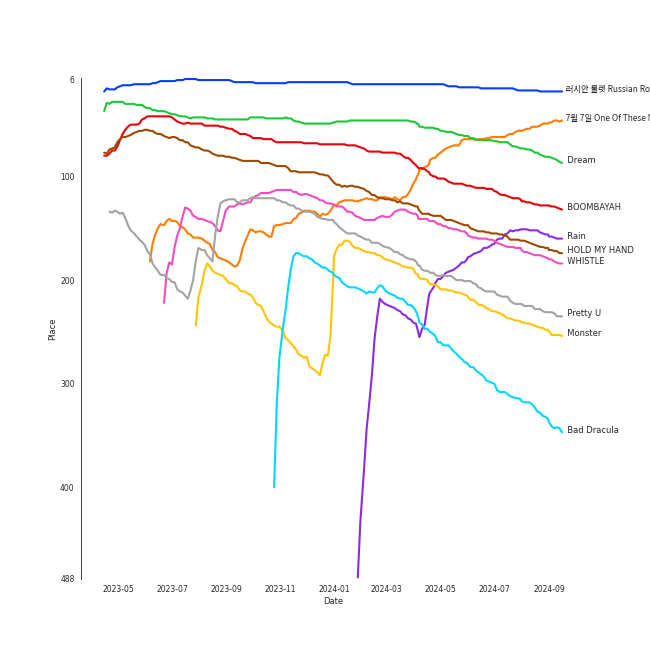 6
100
200
300
400
488
Place
2023-05
2023-07
2023-09
2023-11
2024-01
2024-03
2024-05
2024-07
2024-09
Date
러시안 룰렛 Russian Ro
7월 7일 One Of These
Dream
BOOMBAYAH
Rain
HOLD MY HAND
WHISTLE
Pretty U
Monster
Bad Dracula